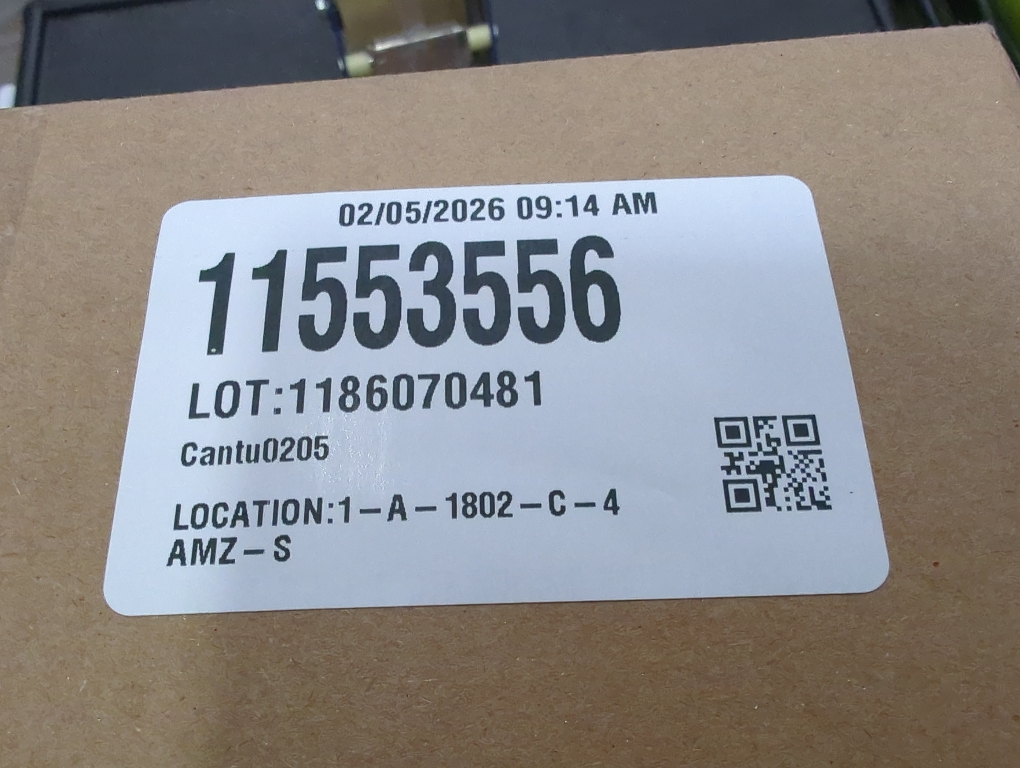 02/05/2026 09:14 AM
11553556
LOT:1186070481
Cantu0205
LOCATION:1-A-1802-C-4
AMZ-S